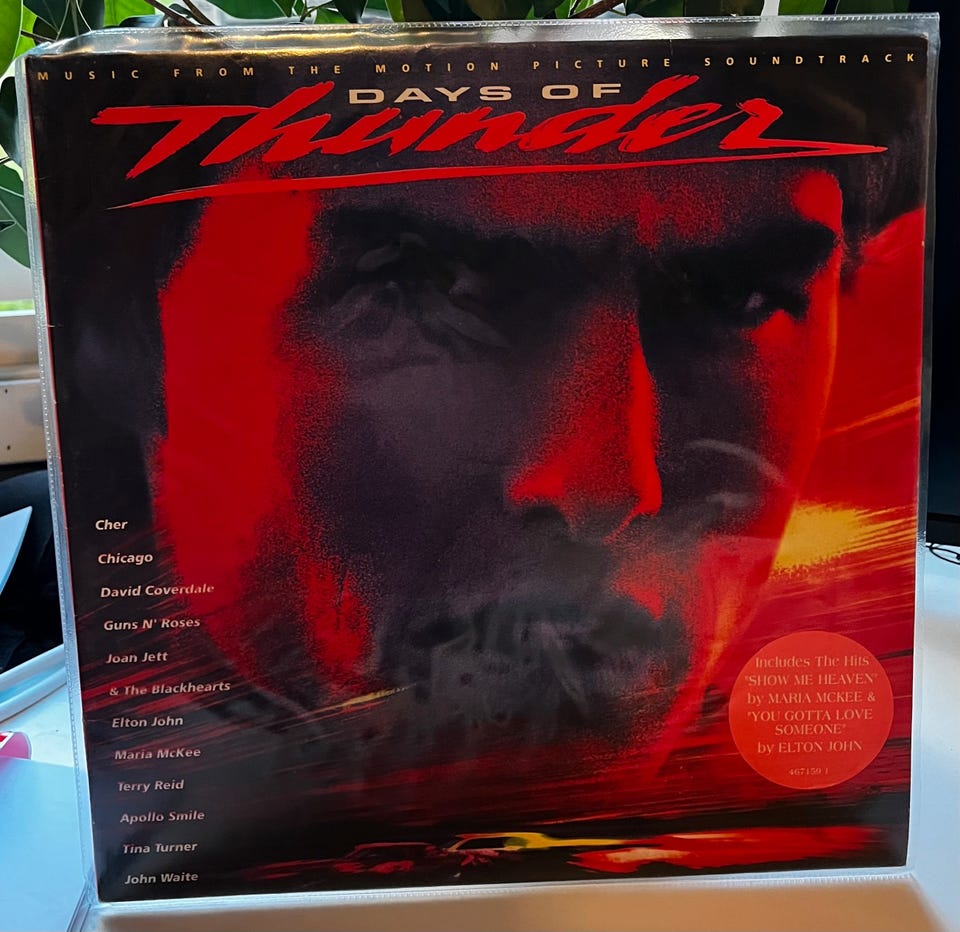 MUSIC FROM THE MOTION PICTURE SOUNDTRACK
DAYS OF
Thunder
Cher
Chicago
David Coverdale
Guns N' Roses
Joan Jett
& The Blackhearts
Elton John
Maria McKee
Terry Reid
Apollo Smile
Tina Turner
John Waite
Includes The Hits
"SHOW ME HEAVEN"
by MARIA MCKEE &
"YOU GOTTA LOVE
SOMEONE"
by ELTON JOHN
467159 1